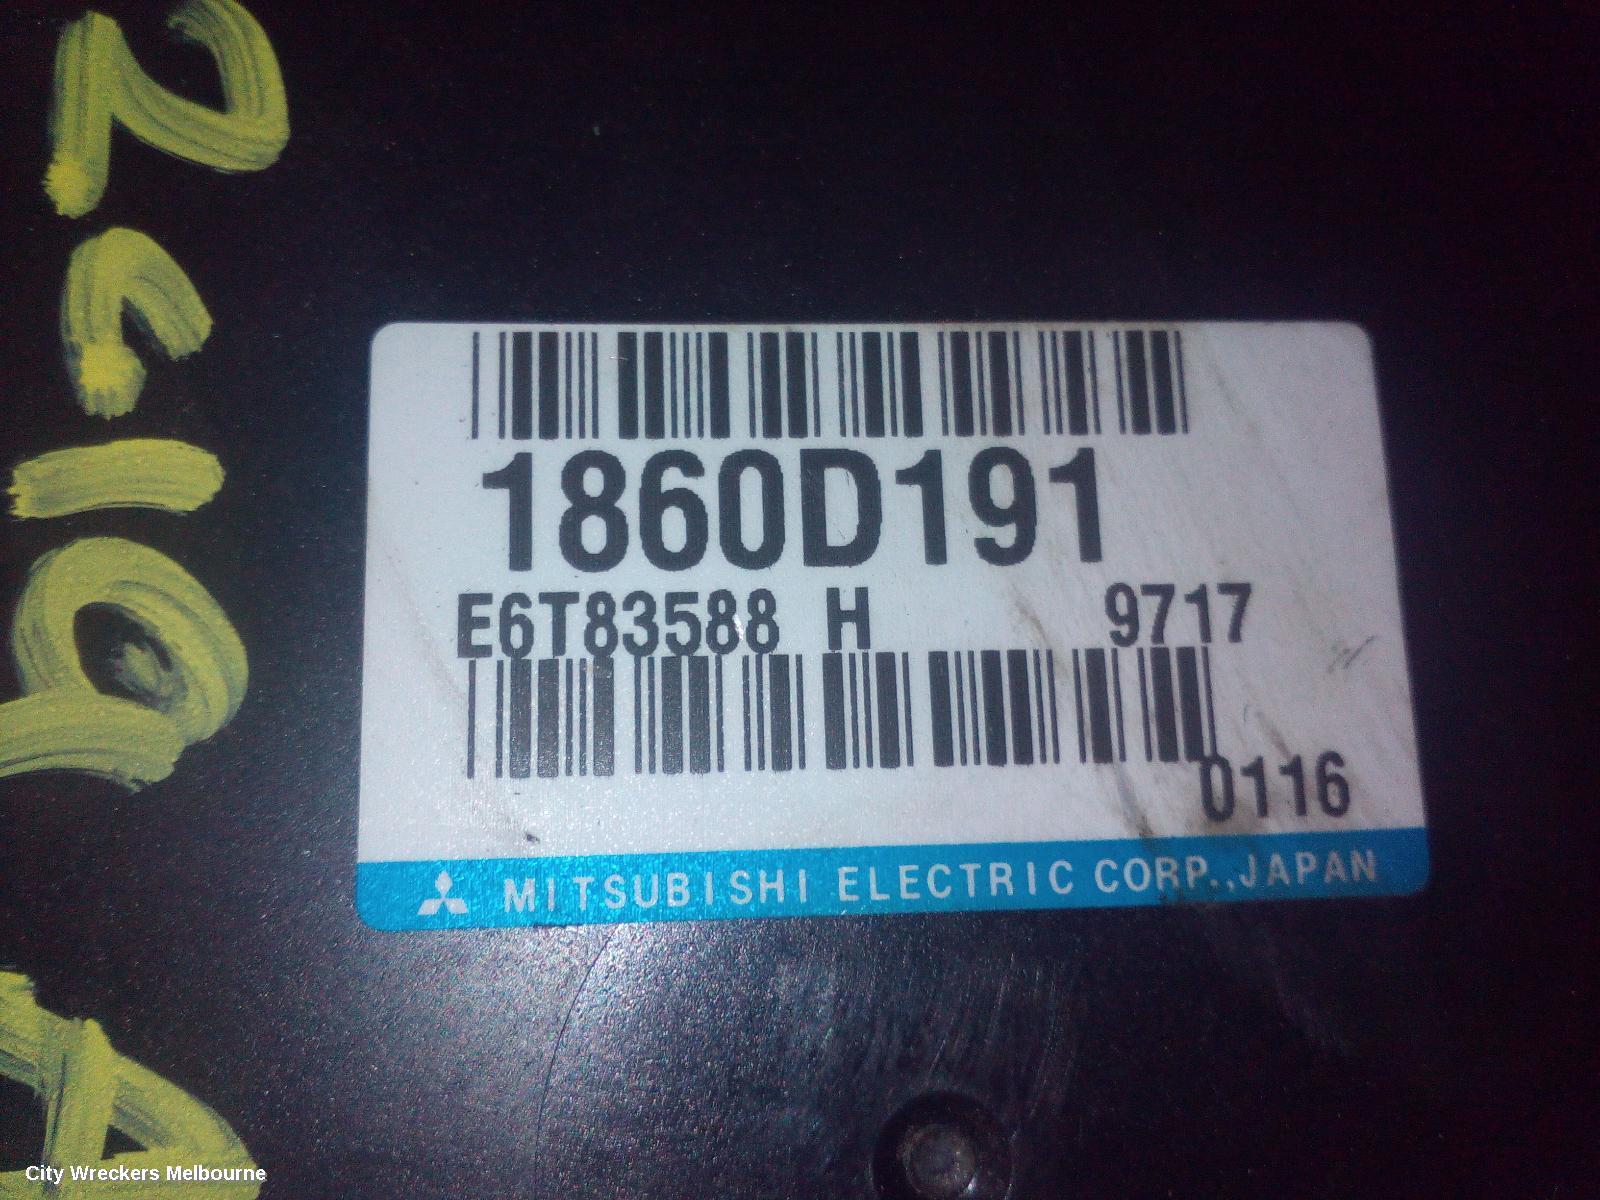 1860D191
E6T83588 H 9717
0116
MITSUBISHI ELECTRIC CORP.,JAPAN
City Wreckers Melbourne